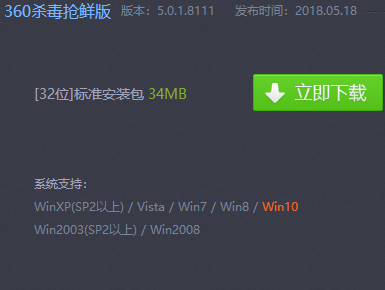 360杀毒抢鲜版 版本：5.0.1.8111 发布时间：2018.05.18
[32位]标准安装包 34MB
立即下载
系统支持：
WinXP(SP2以上) / Vista / Win7 / Win8 / Win10
Win2003(SP2以上) / Win2008